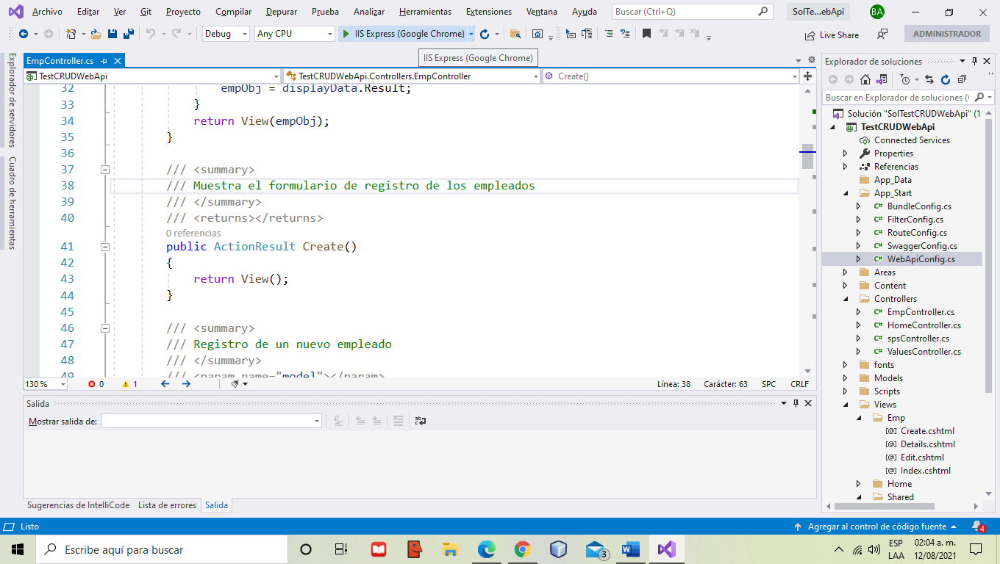 Archivo Editar Ver Git Proyecto Compilar Depurar Prueba Analizar Herramientas Extensiones Ventana Ayuda Buscar (Ctrl+Q) SolTe...ebApi BA
Debug Any CPU IIS Express (Google Chrome) Live Share ADMINISTRADOR
IIS Express (Google Chrome)
Explorador de servidores
Cuadro de herramientas
EmpController.cs
TestCRUDWebApi TestCRUDWebApi.Controllers.EmpController Create()
32 empObj = displayData.Result;
33 }
34 return View(empObj);
35 }
36
37 /// <summary>
38 /// Muestra el formulario de registro de los empleados
39 /// </summary>
40 /// <returns></returns>
0 referencias
41 public ActionResult Create()
42 {
43 return View();
44 }
45
46 /// <summary>
47 /// Registro de un nuevo empleado
48 /// </summary>
49 /// <param name="model"></param>
130 % 0 1 Línea: 38 Carácter: 63 SPC CRLF
Salida
Mostrar salida de:
Sugerencias de IntelliCode Lista de errores Salida
Explorador de soluciones
Buscar en Explorador de soluciones (
Solución "SolTestCRUDWebApi" (1
TestCRUDWebApi
Connected Services
Properties
Referencias
App_Data
App_Start
C# BundleConfig.cs
C# FilterConfig.cs
C# RouteConfig.cs
C# SwaggerConfig.cs
C# WebApiConfig.cs
Areas
Content
Controllers
C# EmpController.cs
C# HomeController.cs
C# spsController.cs
C# ValuesController.cs
fonts
Models
Scripts
Views
Emp
[@] Create.cshtml
[@] Details.cshtml
[@] Edit.cshtml
[@] Index.cshtml
Home
Shared
Listo Agregar al control de código fuente 4
Escribe aquí para buscar 3 ESP LAA 02:04 a. m. 12/08/2021